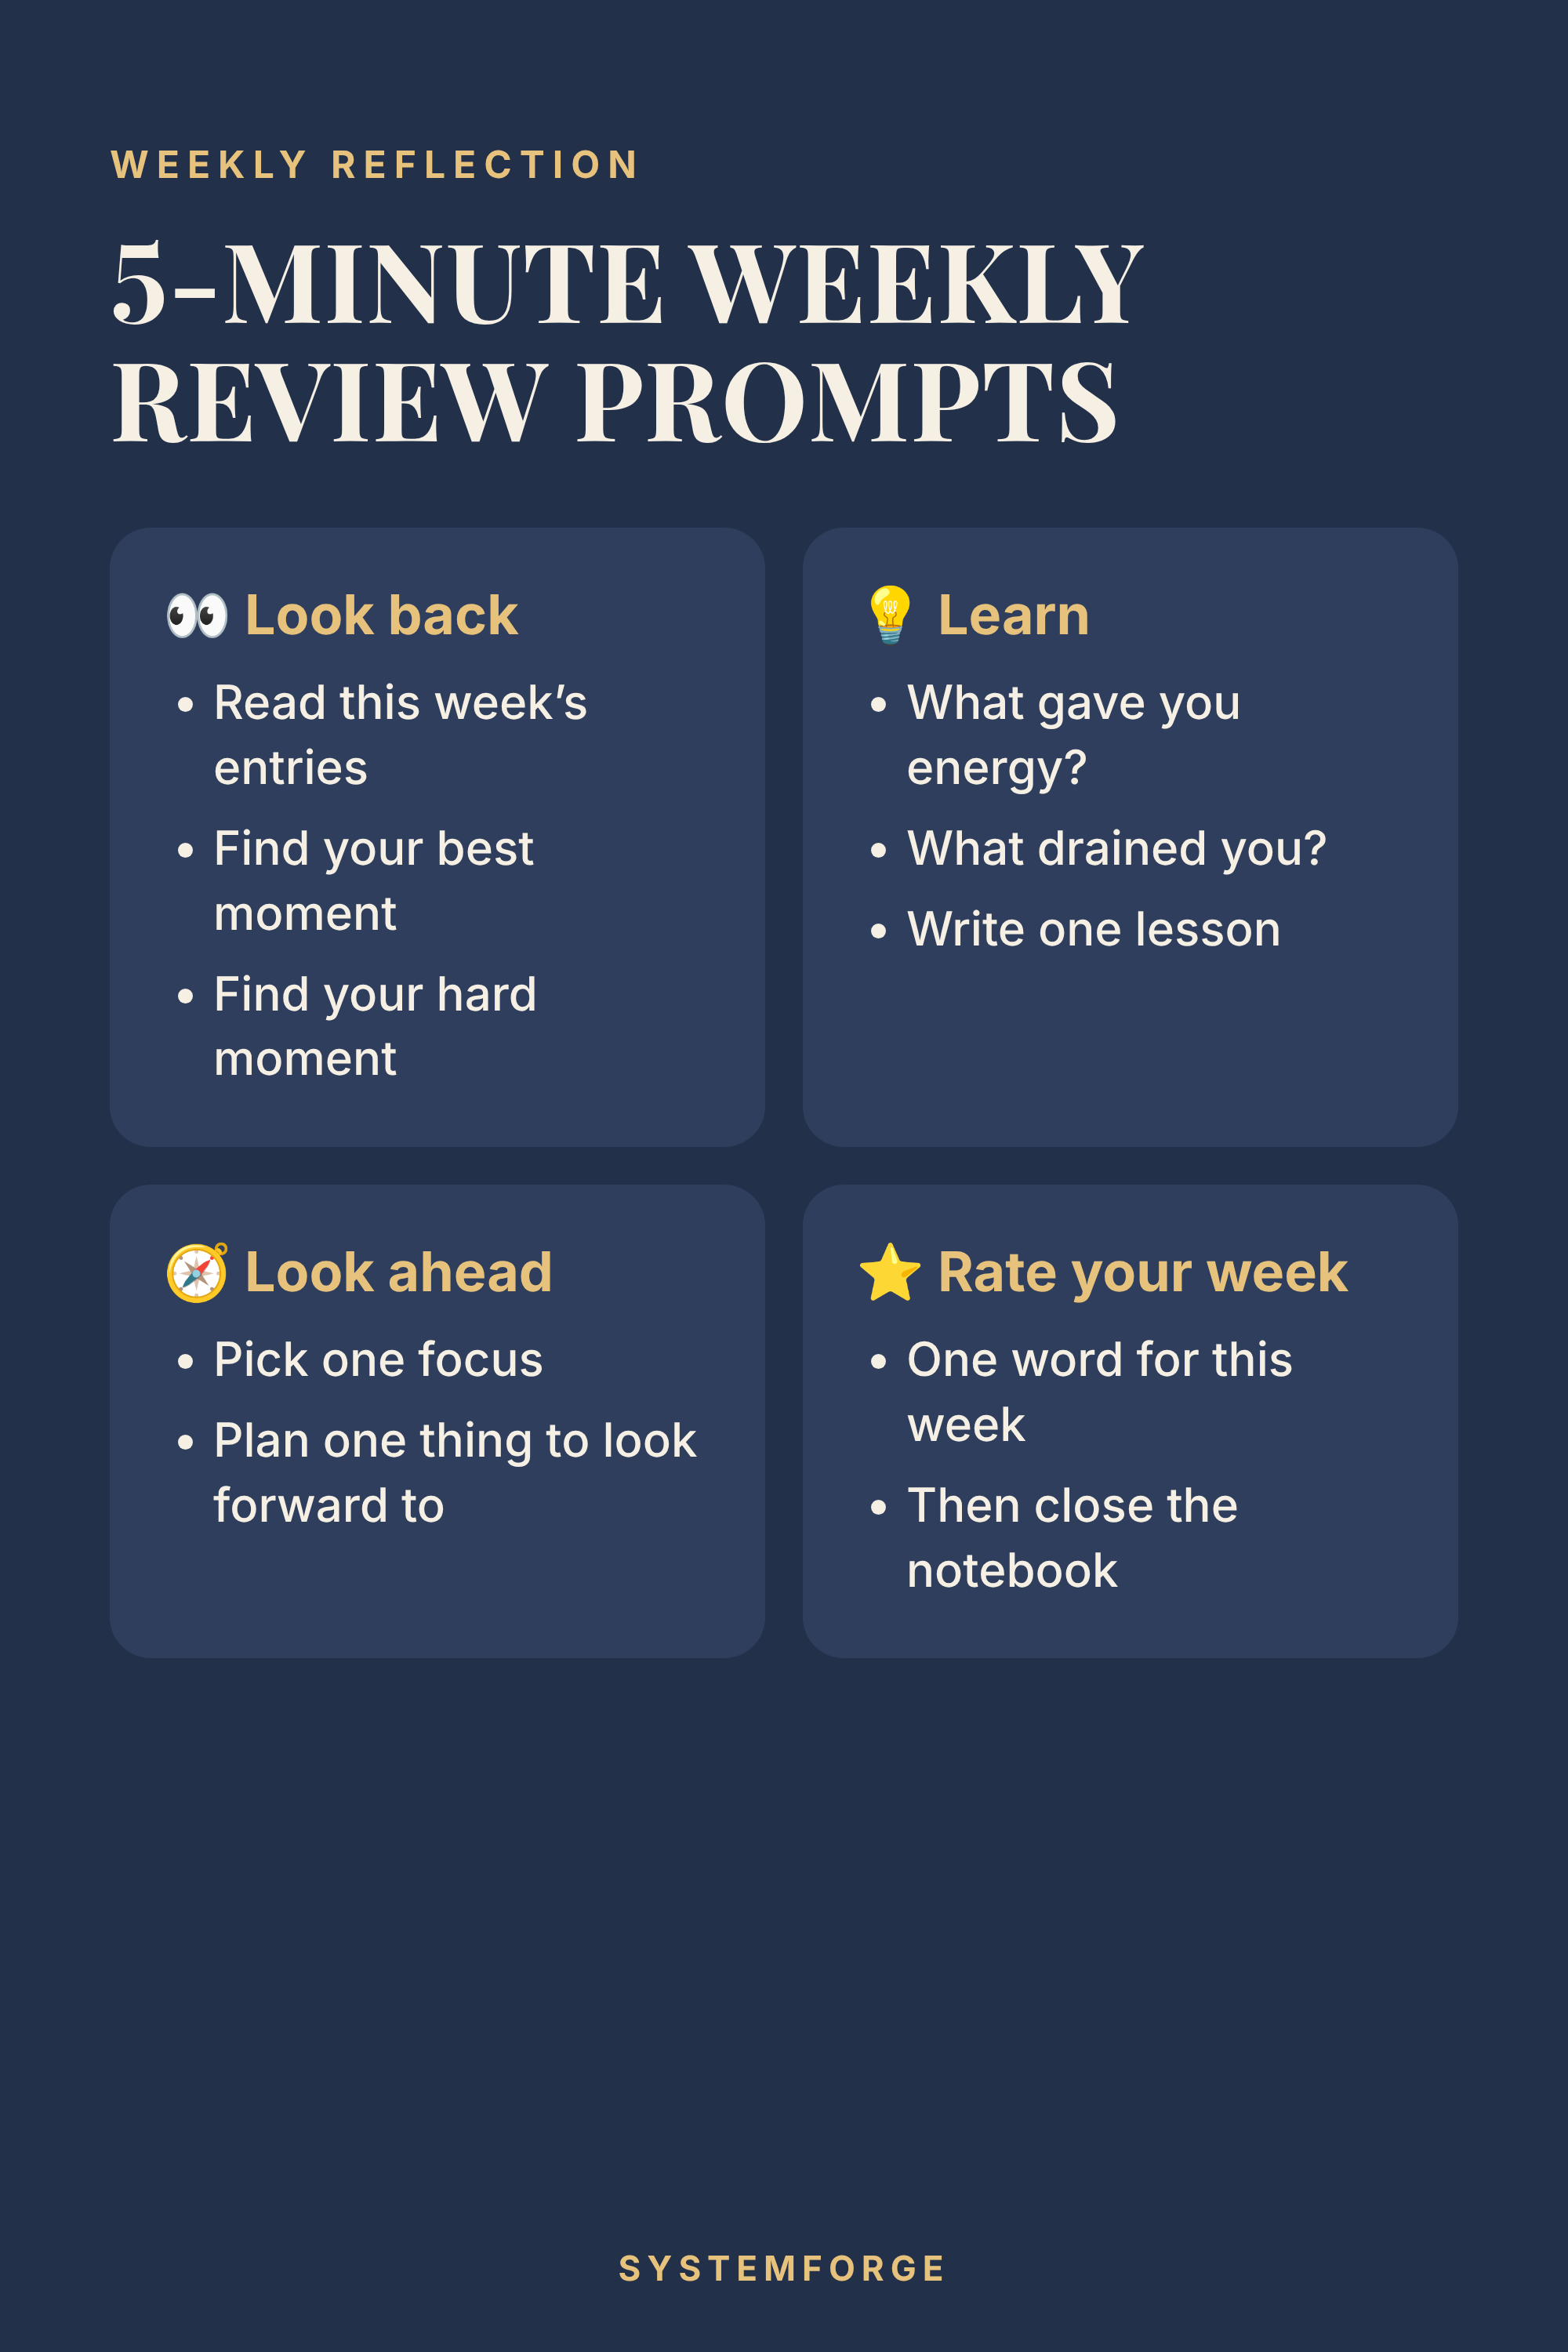 WEEKLY REFLECTION
5-MINUTE WEEKLY
REVIEW PROMPTS
👀 Look back
• Read this week’s
entries
• Find your best
moment
• Find your hard
moment
💡 Learn
• What gave you
energy?
• What drained you?
• Write one lesson
🧭 Look ahead
• Pick one focus
• Plan one thing to look
forward to
⭐ Rate your week
• One word for this
week
• Then close the
notebook
SYSTEMFORGE